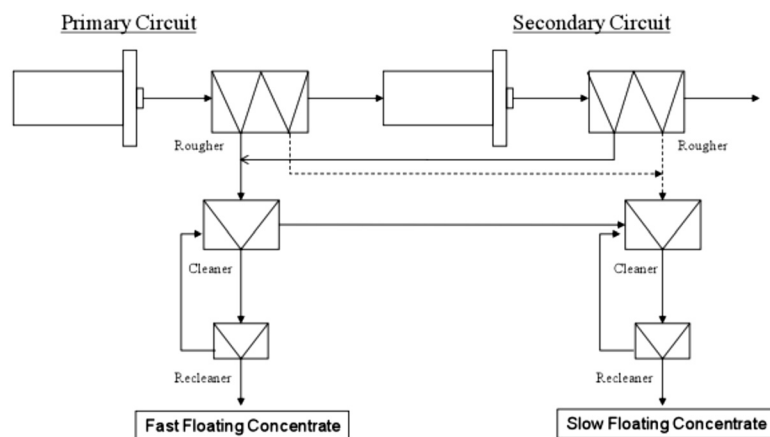 Primary Circuit
Secondary Circuit
Rougher
Rougher
Cleaner
Cleaner
Recleaner
Recleaner
Fast Floating Concentrate
Slow Floating Concentrate